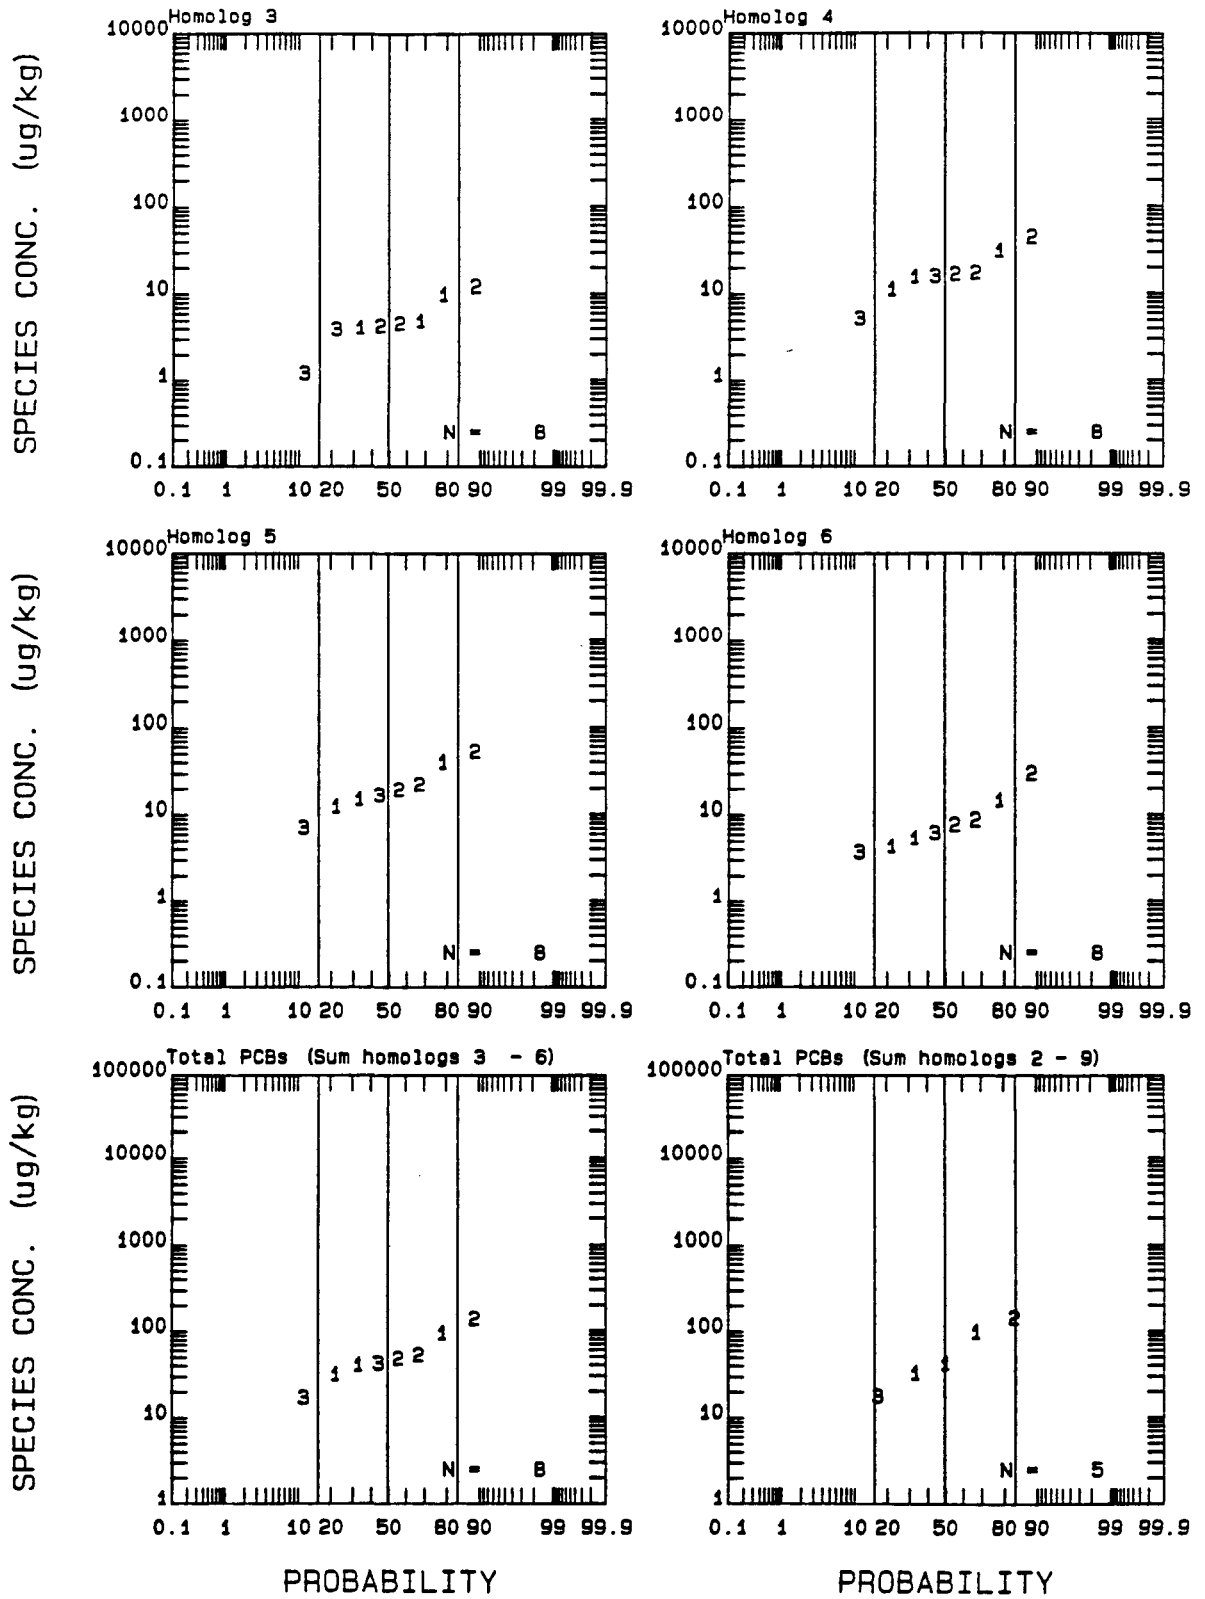 Homolog 3
10000
1000
100
10
1
0.1
SPECIES CONC. (ug/kg)
3 3 1 2 2 1 1 2
N = 8
0.1 1 10 20 50 80 90 99 99.9
Homolog 4
10000
1000
100
10
1
0.1
3 1 1 3 2 2 1 2
N = 8
0.1 1 10 20 50 80 90 99 99.9
Homolog 5
10000
1000
100
10
1
0.1
SPECIES CONC. (ug/kg)
3 1 1 3 2 2 1 2
N = 8
0.1 1 10 20 50 80 90 99 99.9
Homolog 6
10000
1000
100
10
1
0.1
3 1 1 3 2 2 1 2
N = 8
0.1 1 10 20 50 80 90 99 99.9
Total PCBs (Sum homologs 3 - 6)
100000
10000
1000
100
10
1
SPECIES CONC. (ug/kg)
3 1 1 3 2 2 1 2
N = 8
0.1 1 10 20 50 80 90 99 99.9
PROBABILITY
Total PCBs (Sum homologs 2 - 9)
100000
10000
1000
100
10
1
3 1 1 1 2
N = 5
0.1 1 10 20 50 80 90 99 99.9
PROBABILITY